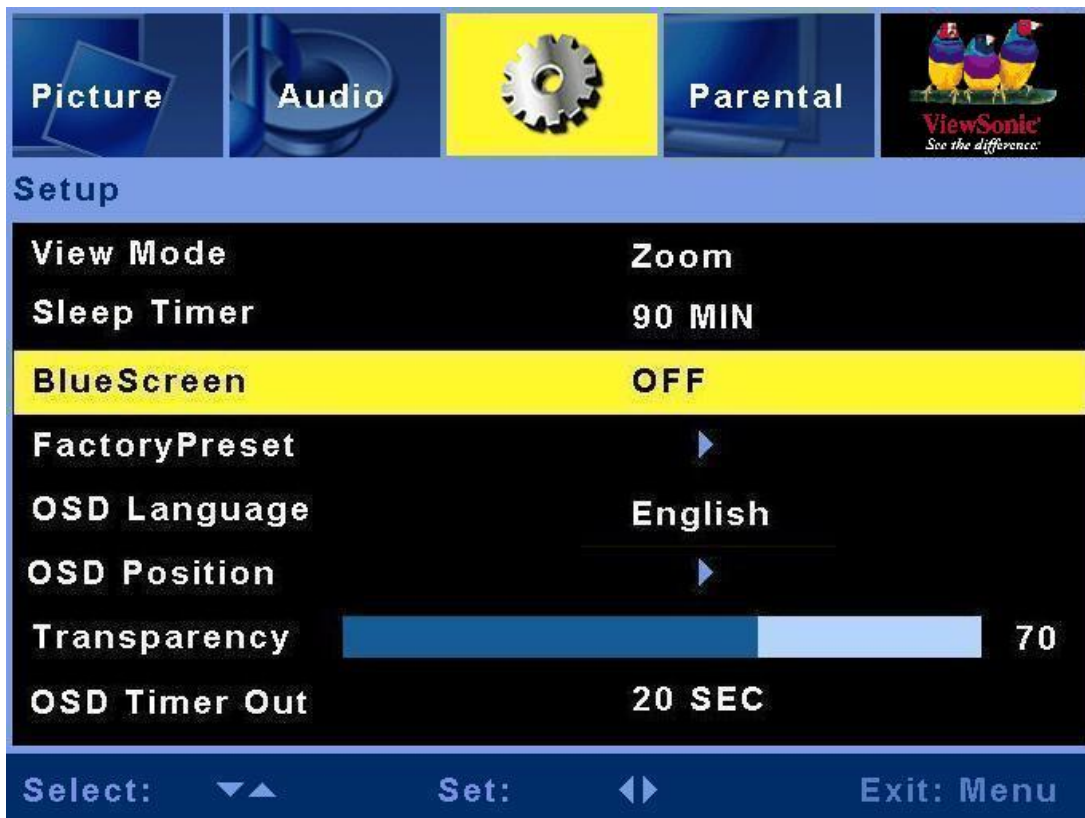 Picture Audio Parental
ViewSonic®
See the difference.™
Setup
View Mode Zoom
Sleep Timer 90 MIN
BlueScreen OFF
FactoryPreset
OSD Language English
OSD Position
Transparency 70
OSD Timer Out 20 SEC
Select: Set: Exit: Menu